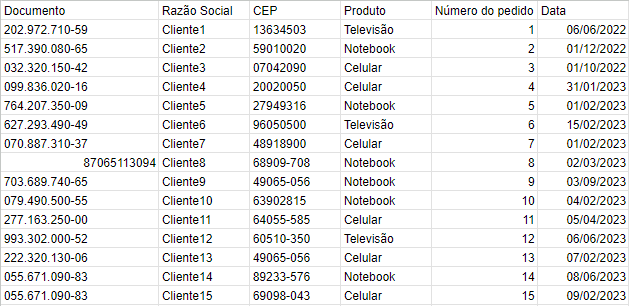 Documento Razão Social CEP Produto Número do pedido Data
202.972.710-59 Cliente1 13634503 Televisão 1 06/06/2022
517.390.080-65 Cliente2 59010020 Notebook 2 01/12/2022
032.320.150-42 Cliente3 07042090 Celular 3 01/10/2022
099.836.020-16 Cliente4 20020050 Celular 4 31/01/2023
764.207.350-09 Cliente5 27949316 Notebook 5 01/02/2023
627.293.490-49 Cliente6 96050500 Televisão 6 15/02/2023
070.887.310-37 Cliente7 48918900 Celular 7 01/02/2023
87065113094 Cliente8 68909-708 Notebook 8 02/03/2023
703.689.740-65 Cliente9 49065-056 Notebook 9 03/09/2023
079.490.500-55 Cliente10 63902815 Notebook 10 04/02/2023
277.163.250-00 Cliente11 64055-585 Celular 11 05/04/2023
993.302.000-52 Cliente12 60510-350 Televisão 12 06/06/2023
222.320.130-06 Cliente13 49065-056 Celular 13 07/02/2023
055.671.090-83 Cliente14 89233-576 Notebook 14 08/06/2023
055.671.090-83 Cliente15 69098-043 Celular 15 09/02/2023